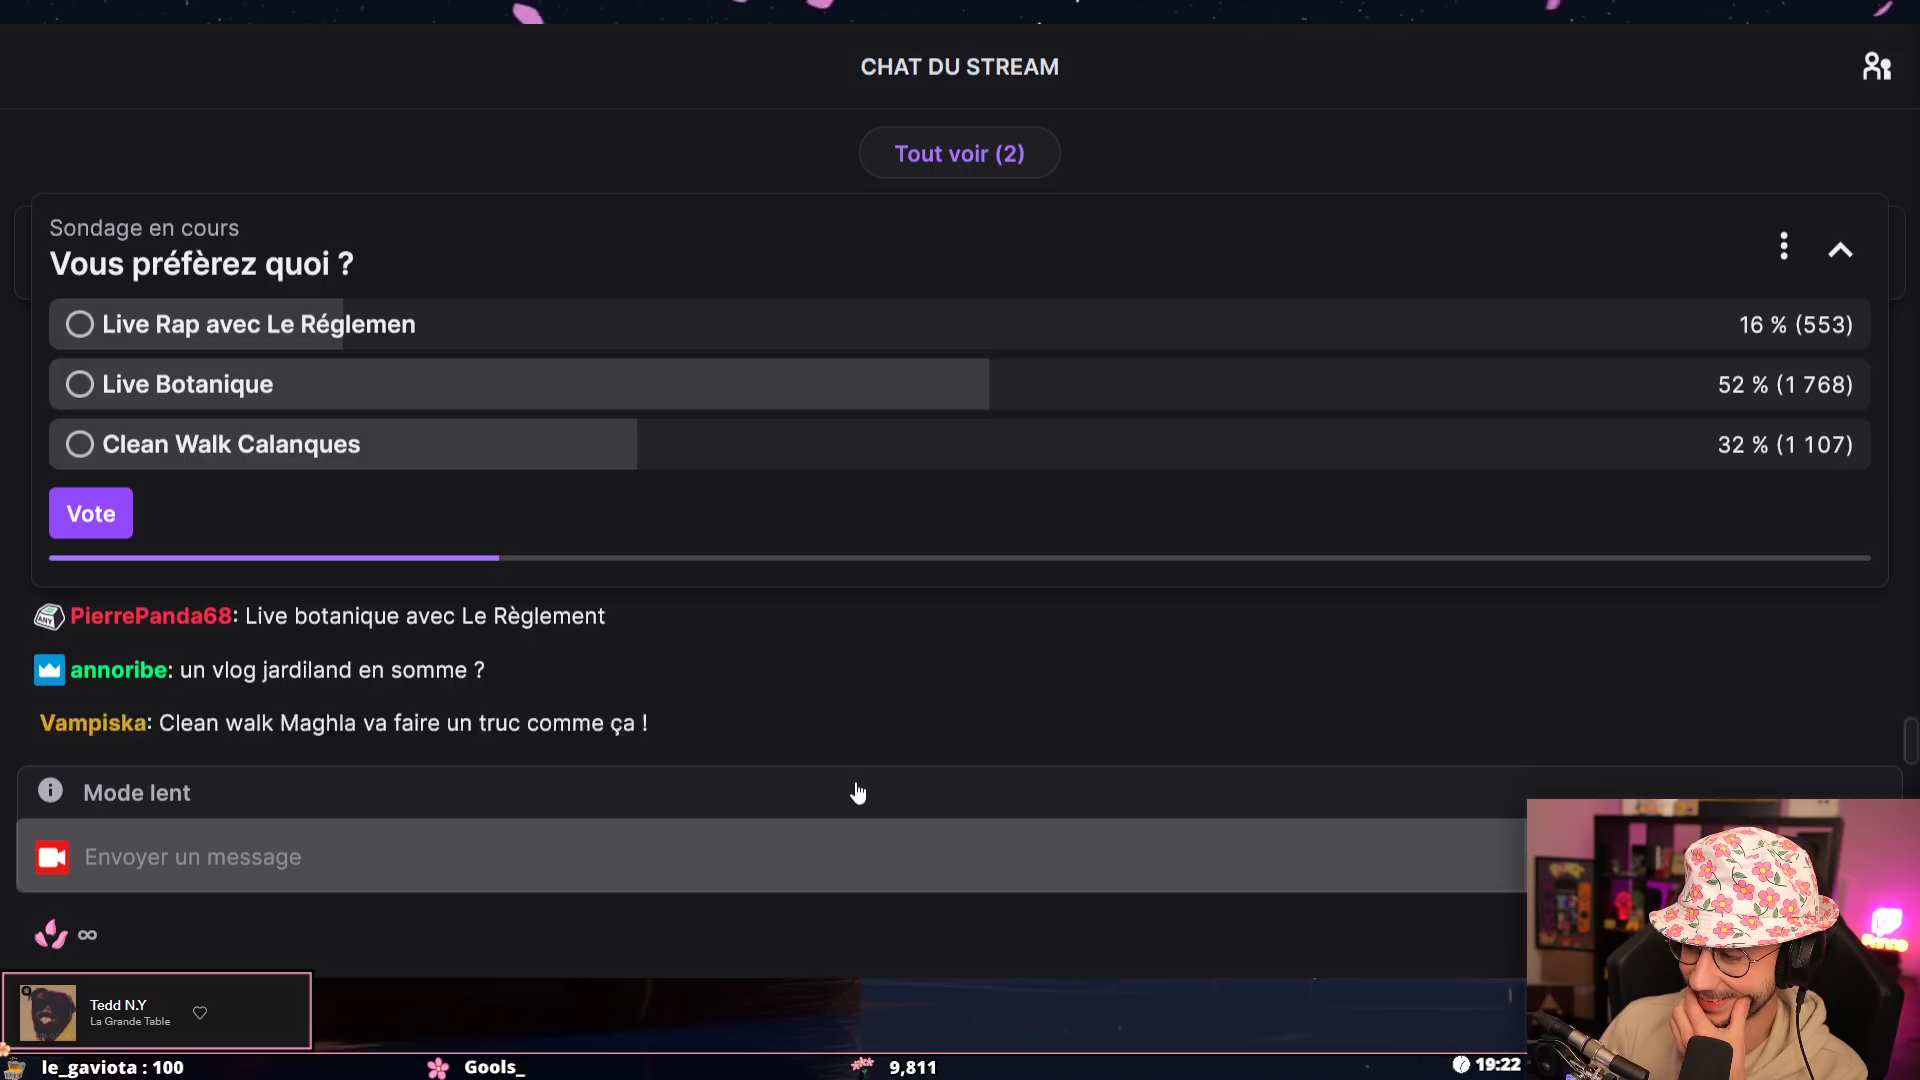 CHAT DU STREAM
Tout voir (2)
Sondage en cours
Vous préfèrez quoi ?
Live Rap avec Le Réglemen
16 % (553)
Live Botanique
52 % (1 768)
Clean Walk Calanques
32 % (1 107)
Vote
PierrePanda68: Live botanique avec Le Règlement
annoribe: un vlog jardiland en somme ?
Vampiska: Clean walk Maghla va faire un truc comme ça !
Mode lent
Envoyer un message
∞
Tedd N.Y
La Grande Table
le_gaviota : 100
Gools_
9,811
19:22